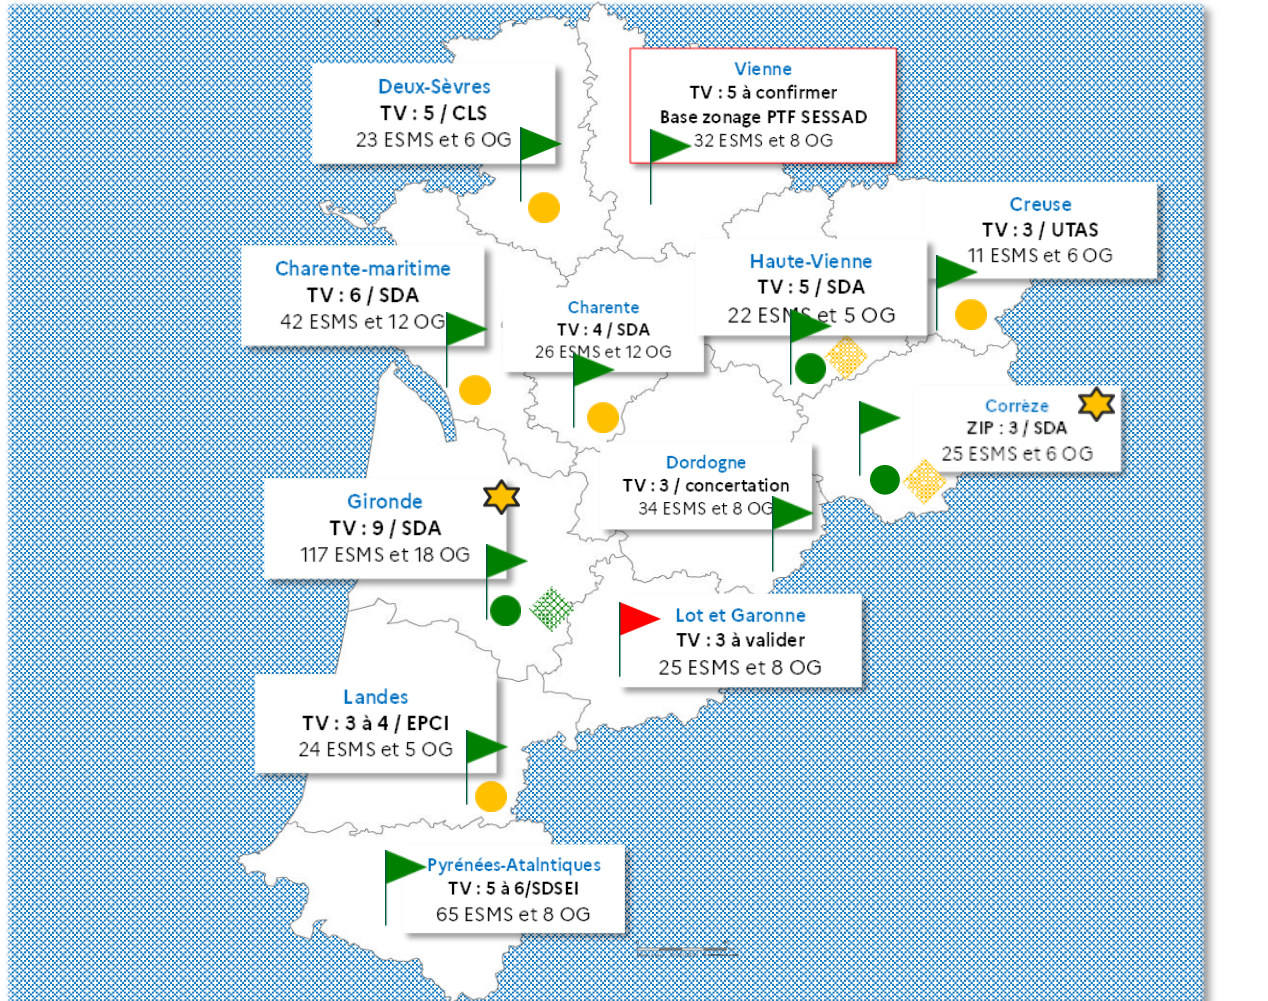 Deux-Sèvres
TV : 5 / CLS
23 ESMS et 6 OG
Vienne
TV : 5 à confirmer
Base zonage PTF SESSAD
32 ESMS et 8 OG
Creuse
TV : 3 / UTAS
11 ESMS et 6 OG
Charente-maritime
TV : 6 / SDA
42 ESMS et 12 OG
Charente
TV : 4 / SDA
26 ESMS et 12 OG
Haute-Vienne
TV : 5 / SDA
22 ESMS et 5 OG
Corrèze
ZIP : 3 / SDA
25 ESMS et 6 OG
Dordogne
TV : 3 / concertation
34 ESMS et 8 OG
Gironde
TV : 9 / SDA
117 ESMS et 18 OG
Lot et Garonne
TV : 3 à valider
25 ESMS et 8 OG
Landes
TV : 3 à 4 / EPCI
24 ESMS et 5 OG
Pyrénées-Atalntiques
TV : 5 à 6/SDSEI
65 ESMS et 8 OG